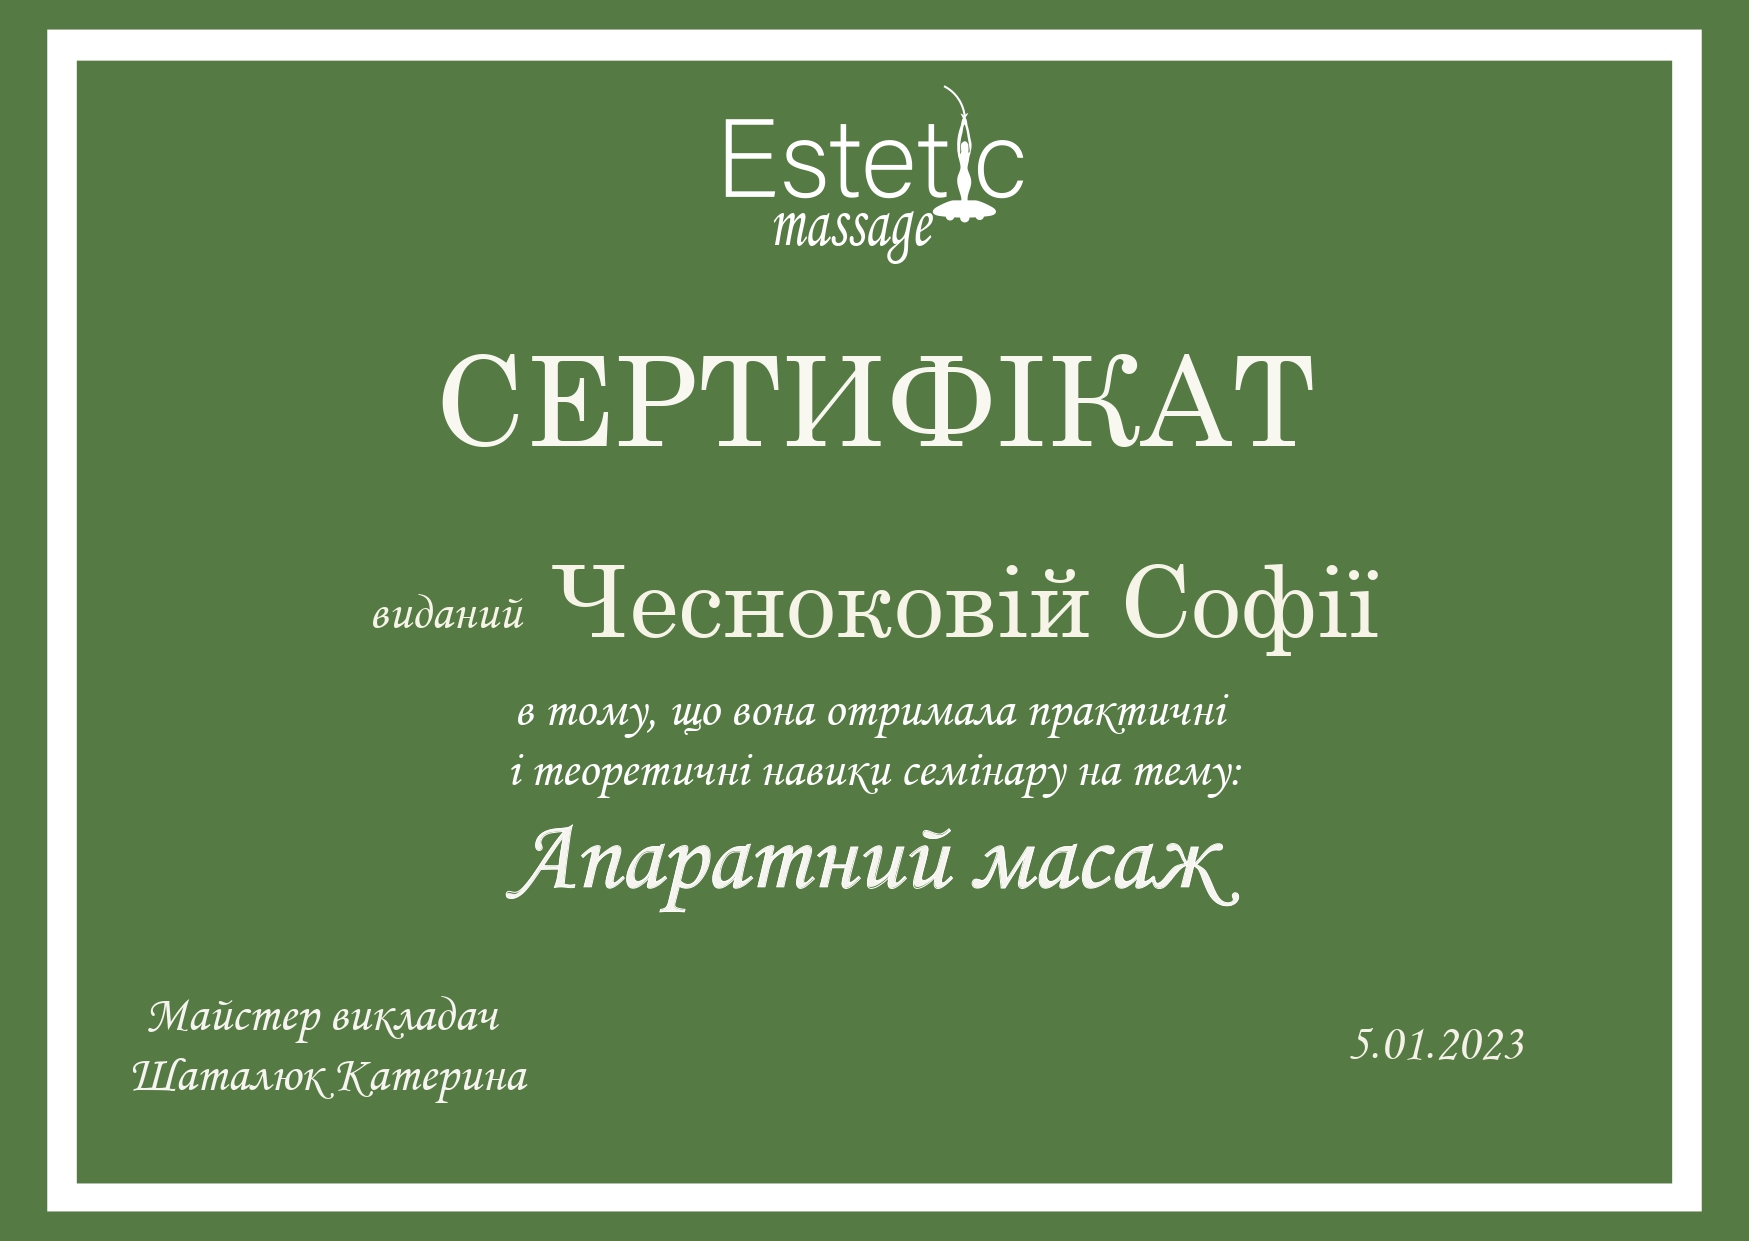 Estetic
massage
СЕРТИФІКАТ
виданий Чесноковій Софії
в тому, що вона отримала практичні
і теоретичні навики семінару на тему:
Апаратний масаж
Майстер викладач
Шаталюк Катерина
5.01.2023